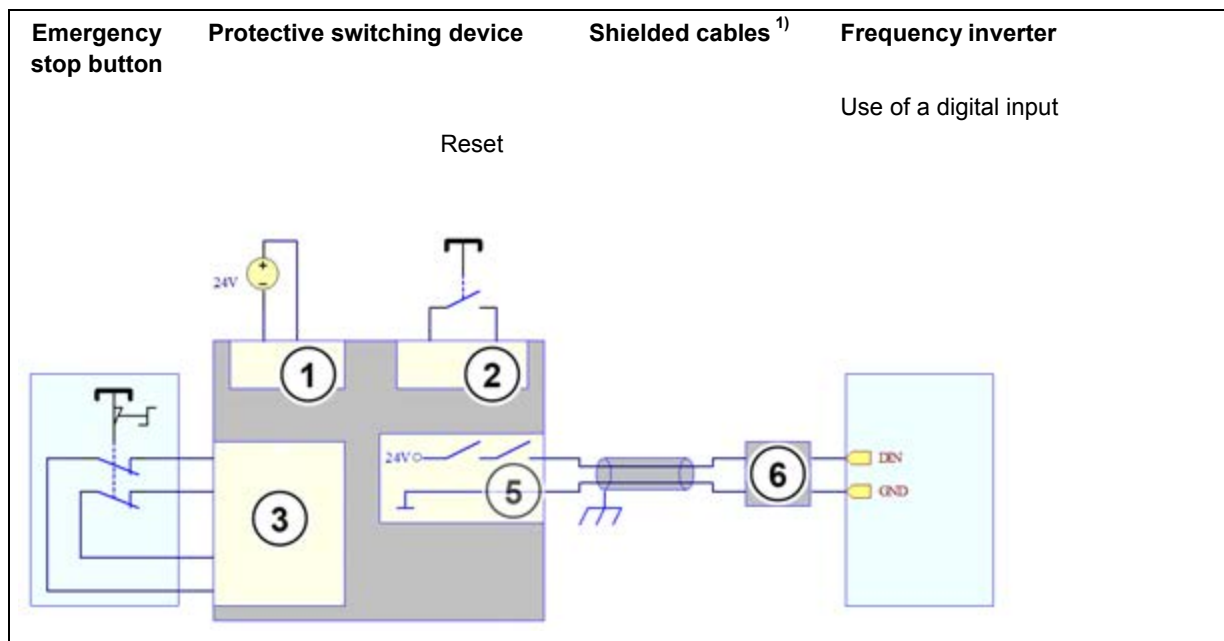 Emergency stop button
Protective switching device
Shielded cables 1)
Frequency inverter
Use of a digital input
Reset
24V
1
2
24V
DIN
6
5
GND
3